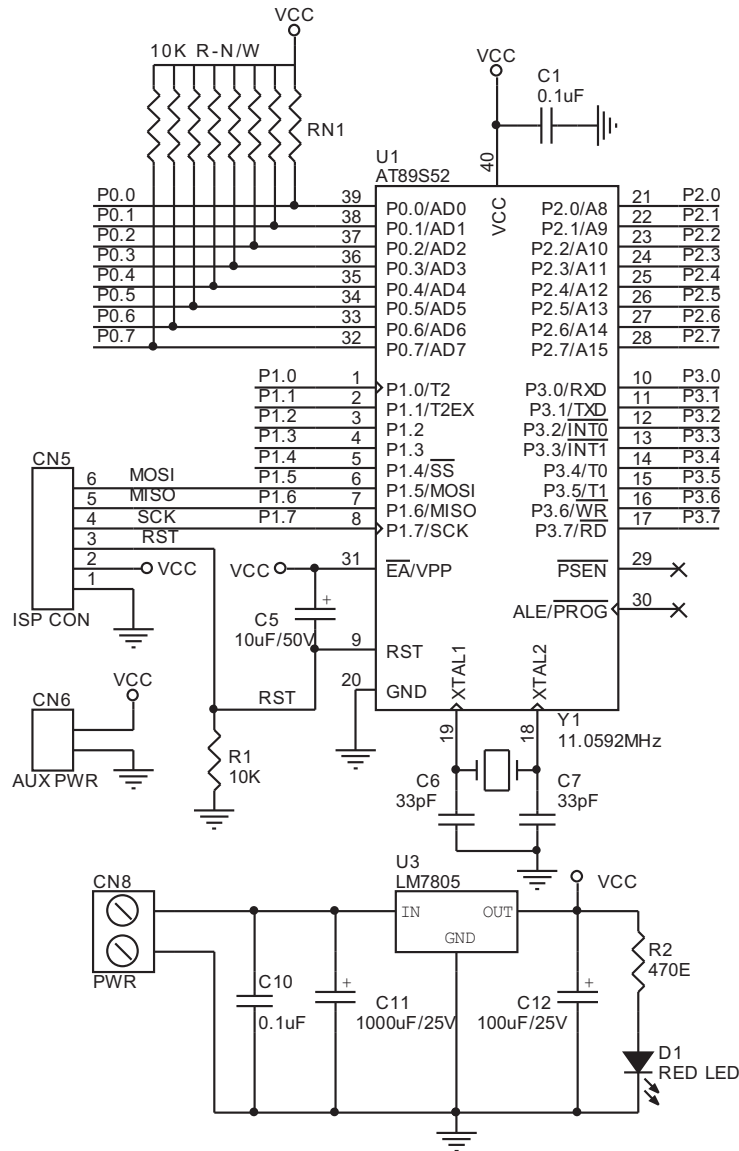 VCC
10K R-N/W
RN1
VCC
C1
0.1uF
40
U1
AT89S52
VCC
P0.0 39 P0.0/AD0 P2.0/A8 21 P2.0
P0.1 38 P0.1/AD1 P2.1/A9 22 P2.1
P0.2 37 P0.2/AD2 P2.2/A10 23 P2.2
P0.3 36 P0.3/AD3 P2.3/A11 24 P2.3
P0.4 35 P0.4/AD4 P2.4/A12 25 P2.4
P0.5 34 P0.5/AD5 P2.5/A13 26 P2.5
P0.6 33 P0.6/AD6 P2.6/A14 27 P2.6
P0.7 32 P0.7/AD7 P2.7/A15 28 P2.7
P1.0 1 P1.0/T2 P3.0/RXD 10 P3.0
P1.1 2 P1.1/T2EX P3.1/TXD 11 P3.1
P1.2 3 P1.2 P3.2/INT0 12 P3.2
P1.3 4 P1.3 P3.3/INT1 13 P3.3
P1.4 5 P1.4/SS P3.4/T0 14 P3.4
CN5
6 MOSI P1.5 6 P1.5/MOSI P3.5/T1 15 P3.5
5 MISO P1.6 7 P1.6/MISO P3.6/WR 16 P3.6
4 SCK P1.7 8 P1.7/SCK P3.7/RD 17 P3.7
3 RST
2 VCC
1
ISP CON
VCC 31 EA/VPP PSEN 29
C5
10uF/50V
ALE/PROG 30
9 RST
20 GND
XTAL1
XTAL2
RST
CN6
VCC
AUX PWR
R1
10K
19
18
Y1
11.0592MHz
C6
33pF
C7
33pF
U3
LM7805
IN OUT
GND
VCC
CN8
PWR
C10
0.1uF
C11
1000uF/25V
C12
100uF/25V
R2
470E
D1
RED LED